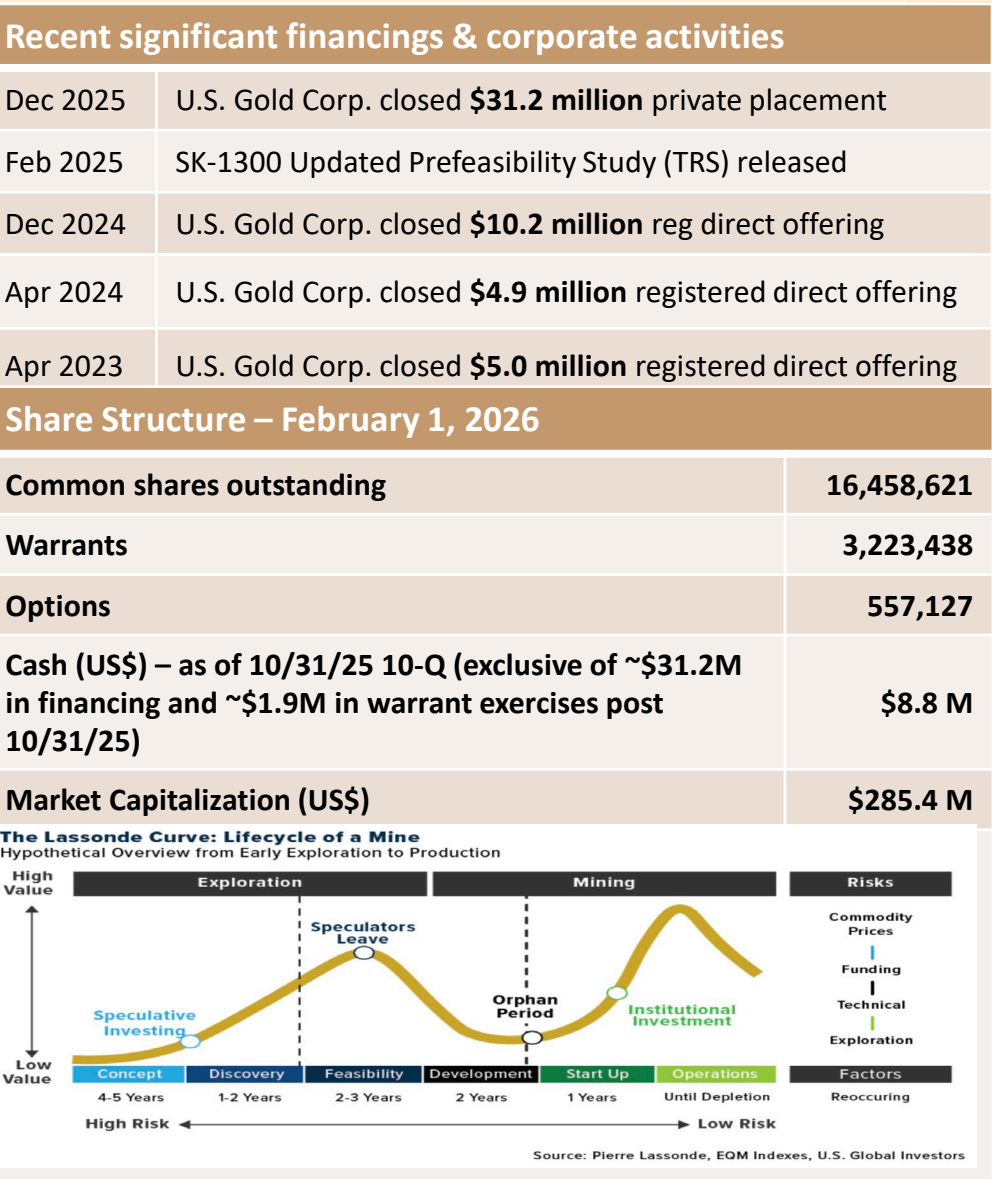 Recent significant financings & corporate activities
Dec 2025 U.S. Gold Corp. closed $31.2 million private placement
Feb 2025 SK-1300 Updated Prefeasibility Study (TRS) released
Dec 2024 U.S. Gold Corp. closed $10.2 million reg direct offering
Apr 2024 U.S. Gold Corp. closed $4.9 million registered direct offering
Apr 2023 U.S. Gold Corp. closed $5.0 million registered direct offering
Share Structure – February 1, 2026
Common shares outstanding 16,458,621
Warrants 3,223,438
Options 557,127
Cash (US$) – as of 10/31/25 10-Q (exclusive of ~$31.2M
in financing and ~$1.9M in warrant exercises post
10/31/25)
$8.8 M
Market Capitalization (US$) $285.4 M
The Lassonde Curve: Lifecycle of a Mine
Hypothetical Overview from Early Exploration to Production
High
Value
Exploration
Mining
Risks
Speculators
Leave
Commodity
Prices
Funding
Technical
Exploration
Orphan
Period
Institutional
Investment
Speculative
Investing
Low
Value
Concept Discovery Feasibility Development Start Up Operations Factors
4-5 Years 1-2 Years 2-3 Years 2 Years 1 Years Until Depletion Reoccuring
High Risk Low Risk
Source: Pierre Lassonde, EQM Indexes, U.S. Global Investors